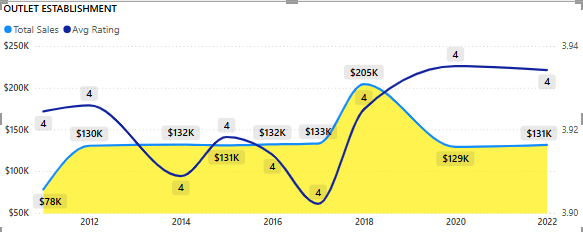 OUTLET ESTABLISHMENT
Total Sales Avg Rating
$250K 3.94
4 $205K 4
$200K
4 4 $130K $132K 4 $132K $133K 4 $131K
$150K 3.92
4 $131K 4 4 $129K
$100K
$78K
$50K 3.90
2012 2014 2016 2018 2020 2022